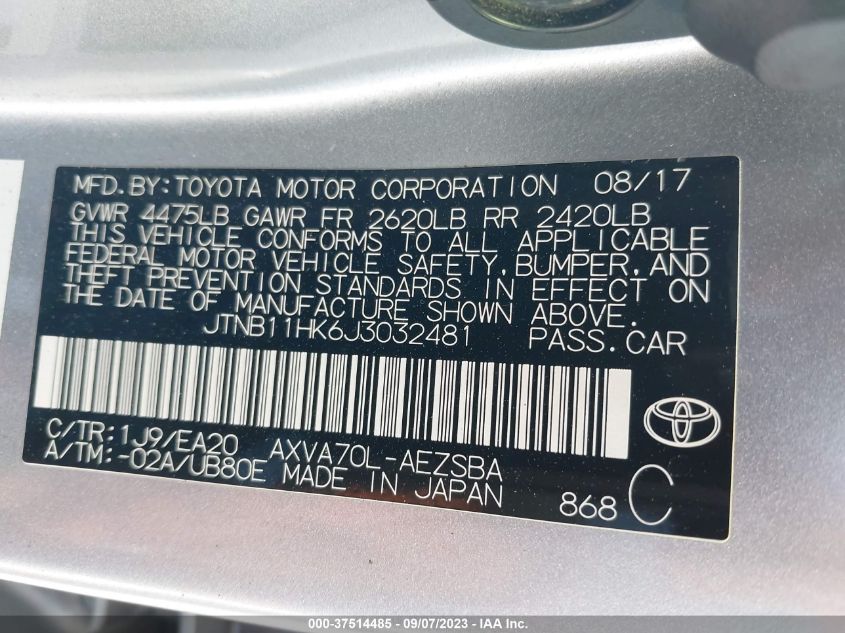 MFD.BY:TOYOTA MOTOR CORPORATION 08/17
GVWR 4475LB GAWR FR 2620LB RR 2420LB
THIS VEHICLE CONFORMS TO ALL APPLICABLE
FEDERAL MOTOR VEHICLE SAFETY,BUMPER,AND
THEFT PREVENTION STANDARDS IN EFFECT ON
THE DATE OF MANUFACTURE SHOWN ABOVE.
JTNB11HK6J3032481 PASS.CAR
C/TR:1J9/EA20 AXVA70L-AEZSBA
A/TM:-02A/UB80E MADE IN JAPAN
868 C
000-37514485 - 09/07/2023 - IAA Inc.